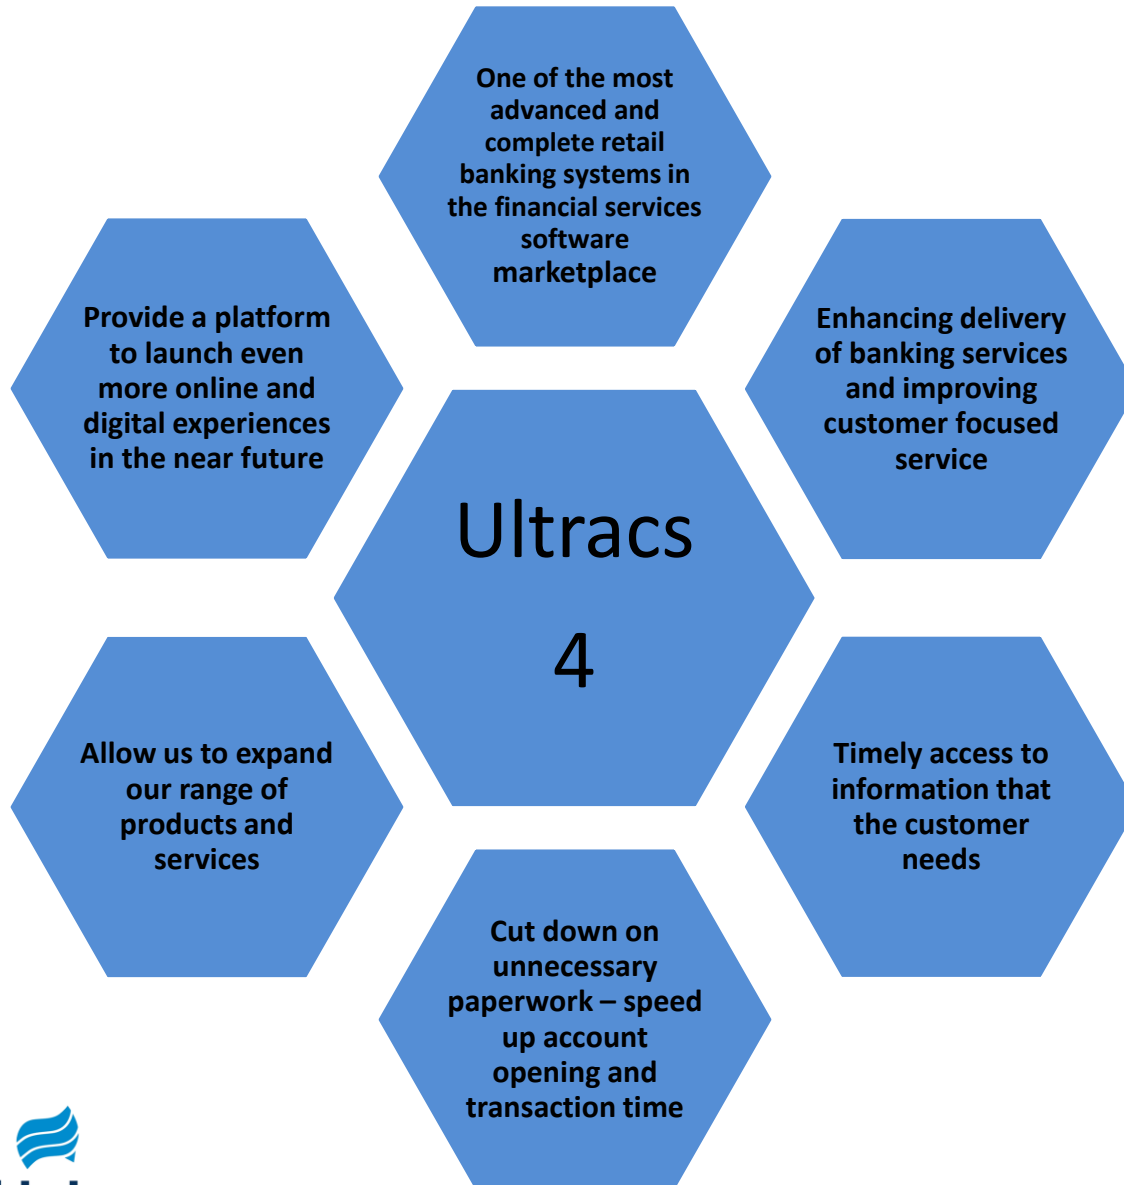 One of the most
advanced and
complete retail
banking systems in
the financial services
software
marketplace
Enhancing delivery
of banking services
and improving
customer focused
service
Timely access to
information that
the customer
needs
Cut down on
unnecessary
paperwork – speed
up account
opening and
transaction time
Allow us to expand
our range of
products and
services
Provide a platform
to launch even
more online and
digital experiences
in the near future
Ultracs
4